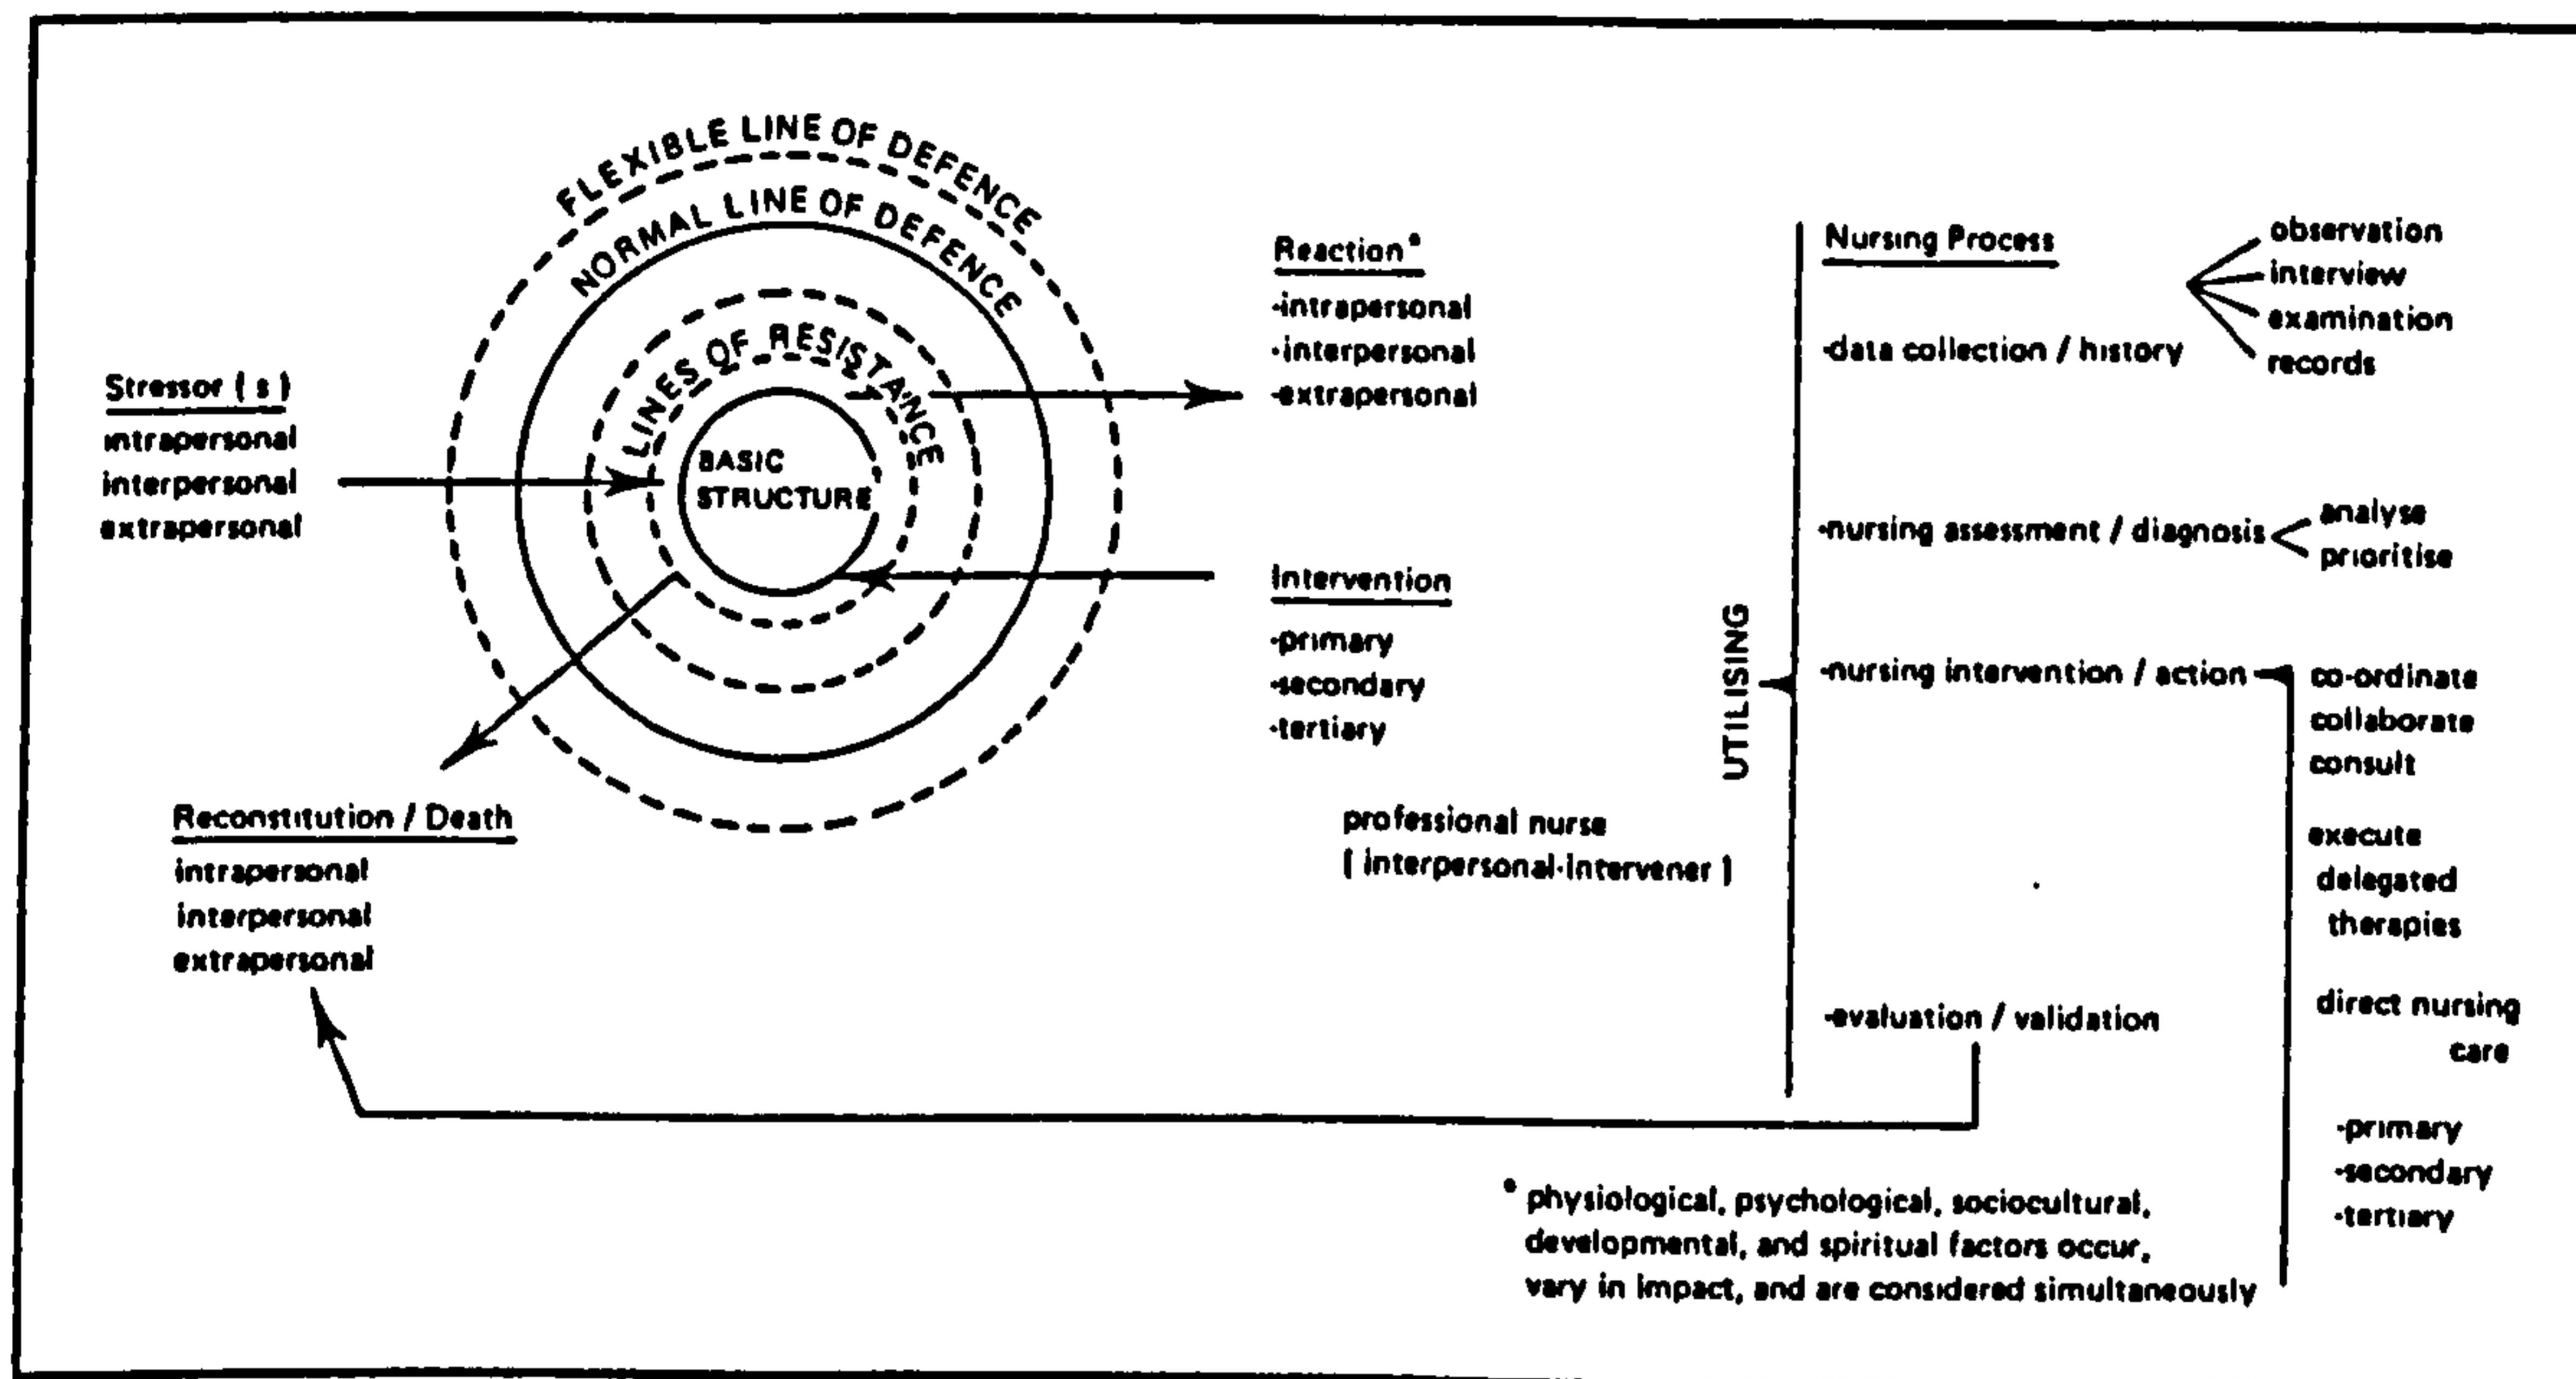 FLEXIBLE LINE OF DEFENCE
NORMAL LINE OF DEFENCE
LINES OF RESISTANCE
BASIC
STRUCTURE
Stressor ( s )
intrapersonal
interpersonal
extrapersonal
Reaction*
-intrapersonal
-interpersonal
-extrapersonal
Intervention
-primary
-secondary
-tertiary
Reconstitution / Death
intrapersonal
interpersonal
extrapersonal
professional nurse
( interpersonal-intervener )
UTILISING
Nursing Process
-data collection / history
observation
interview
examination
records
-nursing assessment / diagnosis
analyse
prioritise
-nursing intervention / action
co-ordinate
collaborate
consult
execute
delegated
therapies
direct nursing
care
-primary
-secondary
-tertiary
-evaluation / validation
* physiological, psychological, sociocultural,
developmental, and spiritual factors occur,
vary in impact, and are considered simultaneously